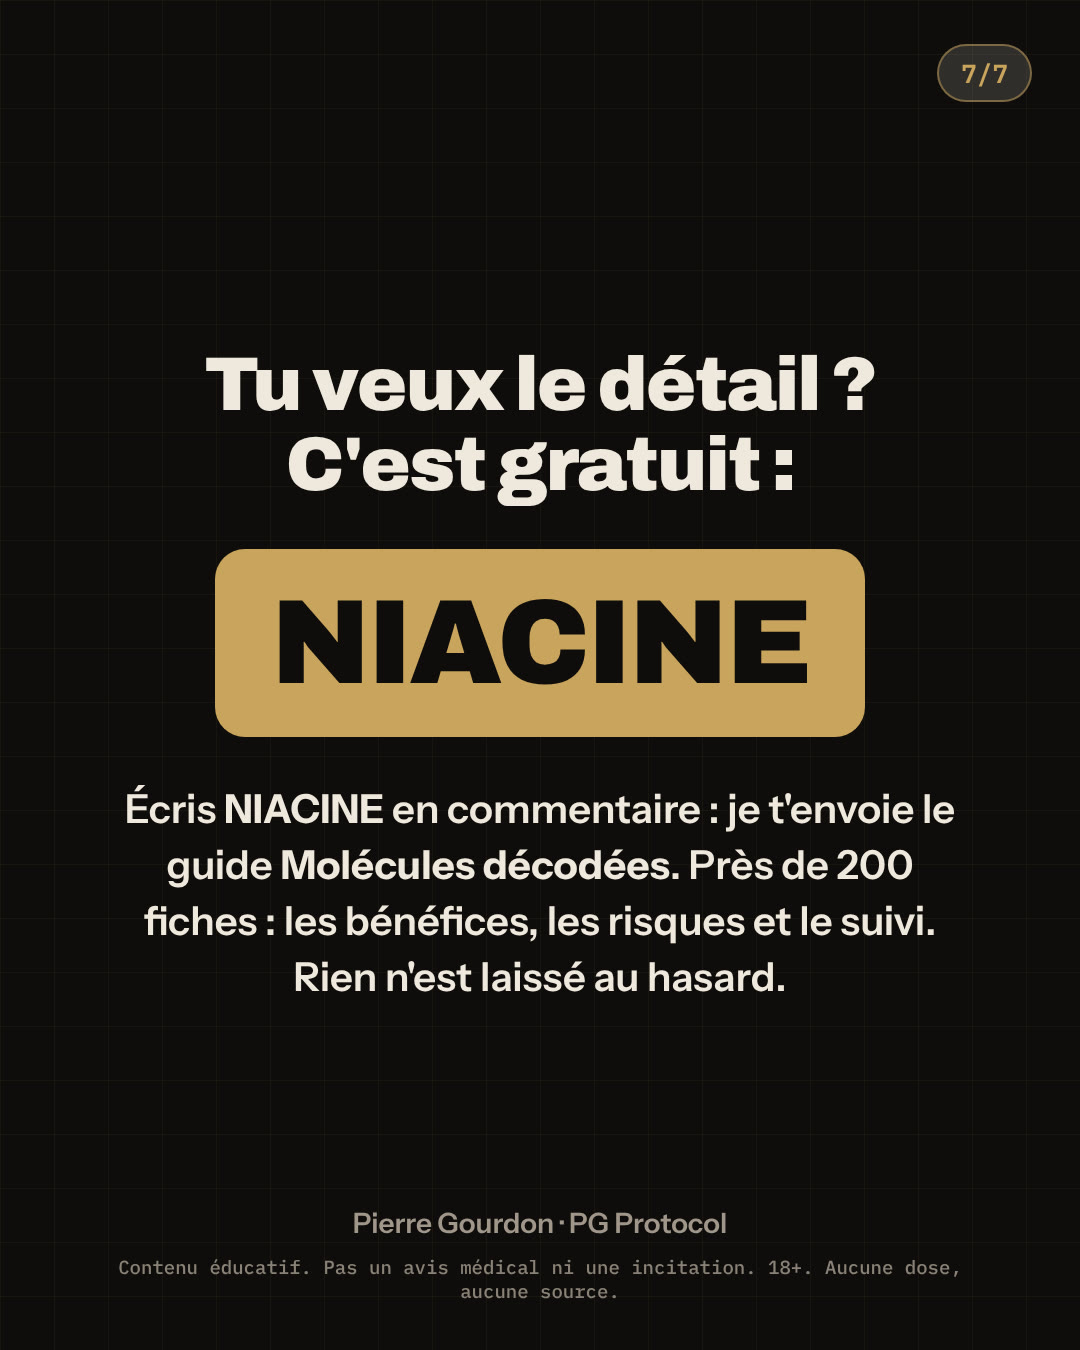 7/7
Tu veux le détail ?
C'est gratuit :
NIACINE
Écris NIACINE en commentaire : je t'envoie le
guide Molécules décodées. Près de 200
fiches : les bénéfices, les risques et le suivi.
Rien n'est laissé au hasard.
Pierre Gourdon · PG Protocol
Contenu éducatif. Pas un avis médical ni une incitation. 18+. Aucune dose,
aucune source.